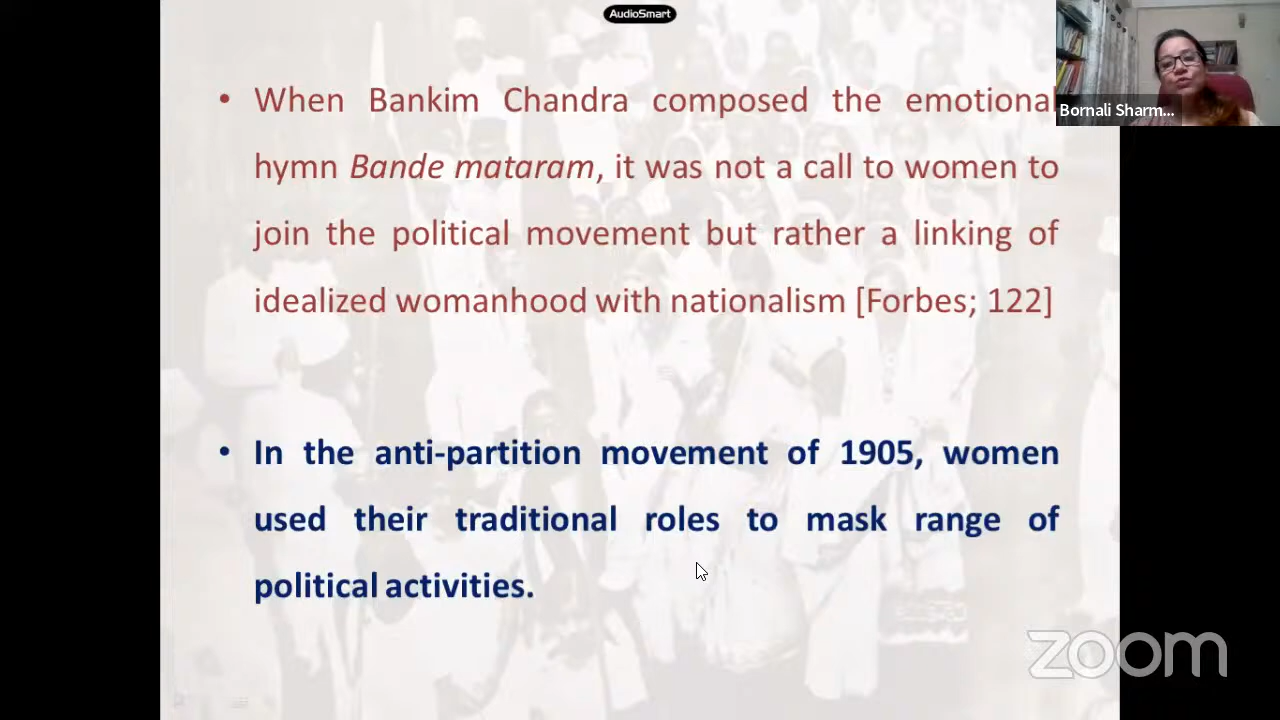 AudioSmart
• When Bankim Chandra composed the emotional
hymn Bande mataram, it was not a call to women to
join the political movement but rather a linking of
idealized womanhood with nationalism [Forbes; 122]
• In the anti-partition movement of 1905, women
used their traditional roles to mask range of
political activities.
Bornali Sharm...
zoom